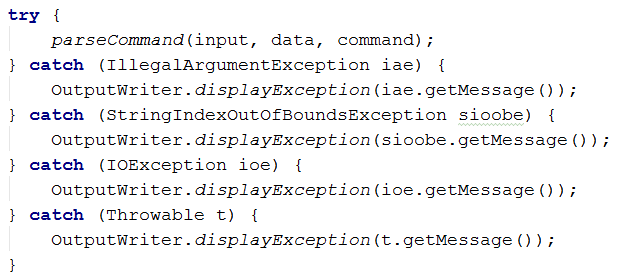 try {
    parseCommand(input, data, command);
} catch (IllegalArgumentException iae) {
    OutputWriter.displayException(iae.getMessage());
} catch (StringIndexOutOfBoundsException sioobe) {
    OutputWriter.displayException(sioobe.getMessage());
} catch (IOException ioe) {
    OutputWriter.displayException(ioe.getMessage());
} catch (Throwable t) {
    OutputWriter.displayException(t.getMessage());
}